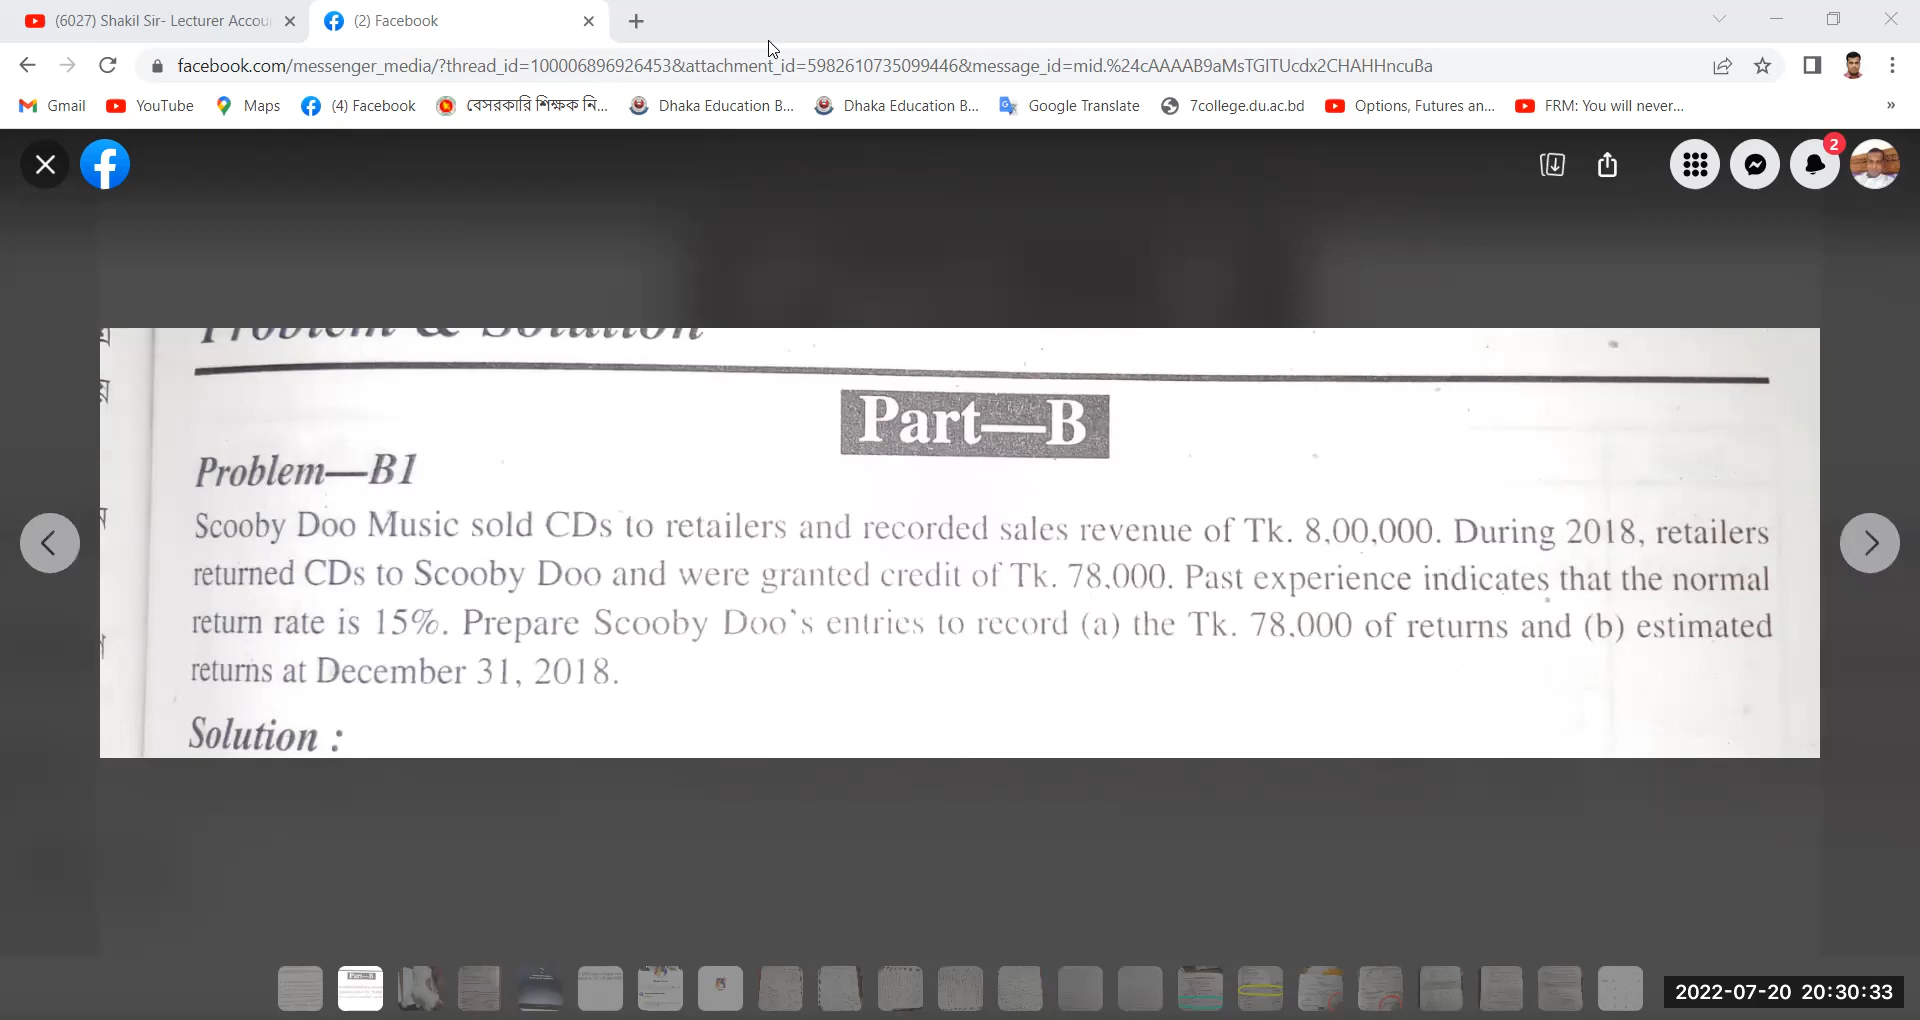 (6027) Shakil Sir- Lecturer Accou
(2) Facebook
facebook.com/messenger_media/?thread_id=100006896926453&attachment_id=5982610735099446&message_id=mid.%24cAAAAB9aMsTGITUcdx2CHAHHncuBa
Gmail YouTube Maps (4) Facebook বেসরকারি শিক্ষক নি... Dhaka Education B... Dhaka Education B... Google Translate 7college.du.ac.bd Options, Futures an... FRM: You will never... »
2
Problem & Solution
Part—B
Problem—B1
Scooby Doo Music sold CDs to retailers and recorded sales revenue of Tk. 8,00,000. During 2018, retailers
returned CDs to Scooby Doo and were granted credit of Tk. 78,000. Past experience indicates that the normal
return rate is 15%. Prepare Scooby Doo's entries to record (a) the Tk. 78,000 of returns and (b) estimated
returns at December 31, 2018.
Solution :
Part—B
2022-07-20 20:30:33